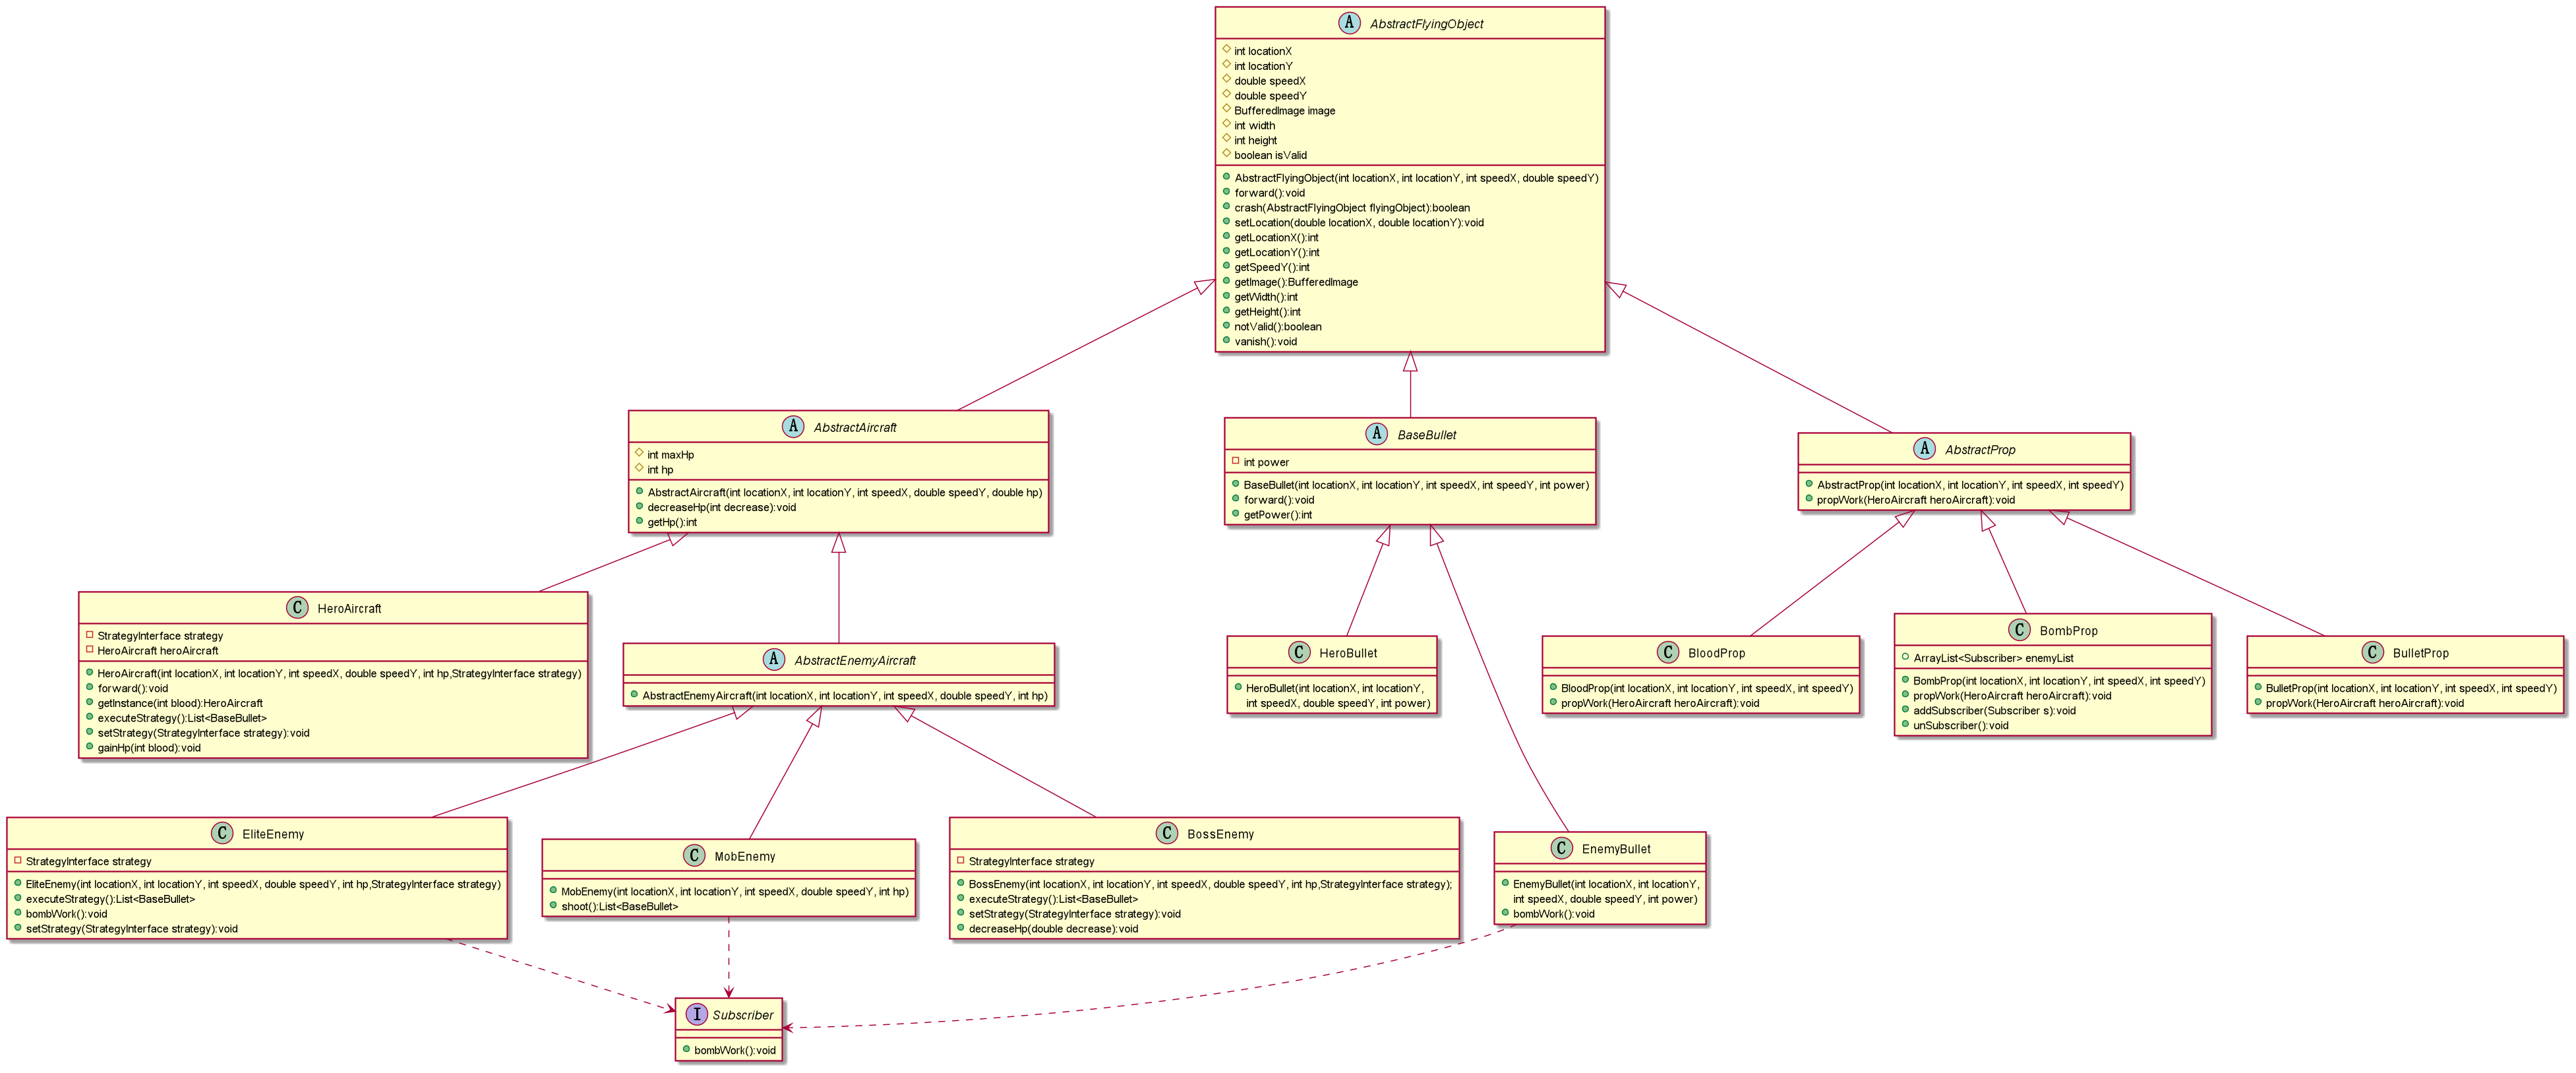 A AbstractFlyingObject
int locationX
int locationY
double speedX
double speedY
BufferedImage image
int width
int height
boolean isValid
AbstractFlyingObject(int locationX, int locationY, int speedX, double speedY)
forward():void
crash(AbstractFlyingObject flyingObject):boolean
setLocation(double locationX, double locationY):void
getLocationX():int
getLocationY():int
getSpeedY():int
getImage():BufferedImage
getWidth():int
getHeight():int
notValid():boolean
vanish():void
A AbstractAircraft
int maxHp
int hp
AbstractAircraft(int locationX, int locationY, int speedX, double speedY, double hp)
decreaseHp(int decrease):void
getHp():int
A BaseBullet
int power
BaseBullet(int locationX, int locationY, int speedX, int speedY, int power)
forward():void
getPower():int
A AbstractProp
AbstractProp(int locationX, int locationY, int speedX, int speedY)
propWork(HeroAircraft heroAircraft):void
C HeroAircraft
StrategyInterface strategy
HeroAircraft heroAircraft
HeroAircraft(int locationX, int locationY, int speedX, double speedY, int hp,StrategyInterface strategy)
forward():void
getInstance(int blood):HeroAircraft
executeStrategy():List<BaseBullet>
setStrategy(StrategyInterface strategy):void
gainHp(int blood):void
A AbstractEnemyAircraft
AbstractEnemyAircraft(int locationX, int locationY, int speedX, double speedY, int hp)
C HeroBullet
HeroBullet(int locationX, int locationY,
int speedX, double speedY, int power)
C BloodProp
BloodProp(int locationX, int locationY, int speedX, int speedY)
propWork(HeroAircraft heroAircraft):void
C BombProp
ArrayList<Subscriber> enemyList
BombProp(int locationX, int locationY, int speedX, int speedY)
propWork(HeroAircraft heroAircraft):void
addSubscriber(Subscriber s):void
unSubscriber():void
C BulletProp
BulletProp(int locationX, int locationY, int speedX, int speedY)
propWork(HeroAircraft heroAircraft):void
C EliteEnemy
StrategyInterface strategy
EliteEnemy(int locationX, int locationY, int speedX, double speedY, int hp,StrategyInterface strategy)
executeStrategy():List<BaseBullet>
bombWork():void
setStrategy(StrategyInterface strategy):void
C MobEnemy
MobEnemy(int locationX, int locationY, int speedX, double speedY, int hp)
shoot():List<BaseBullet>
C BossEnemy
StrategyInterface strategy
BossEnemy(int locationX, int locationY, int speedX, double speedY, int hp,StrategyInterface strategy);
executeStrategy():List<BaseBullet>
setStrategy(StrategyInterface strategy):void
decreaseHp(double decrease):void
C EnemyBullet
EnemyBullet(int locationX, int locationY,
int speedX, double speedY, int power)
bombWork():void
I Subscriber
bombWork():void